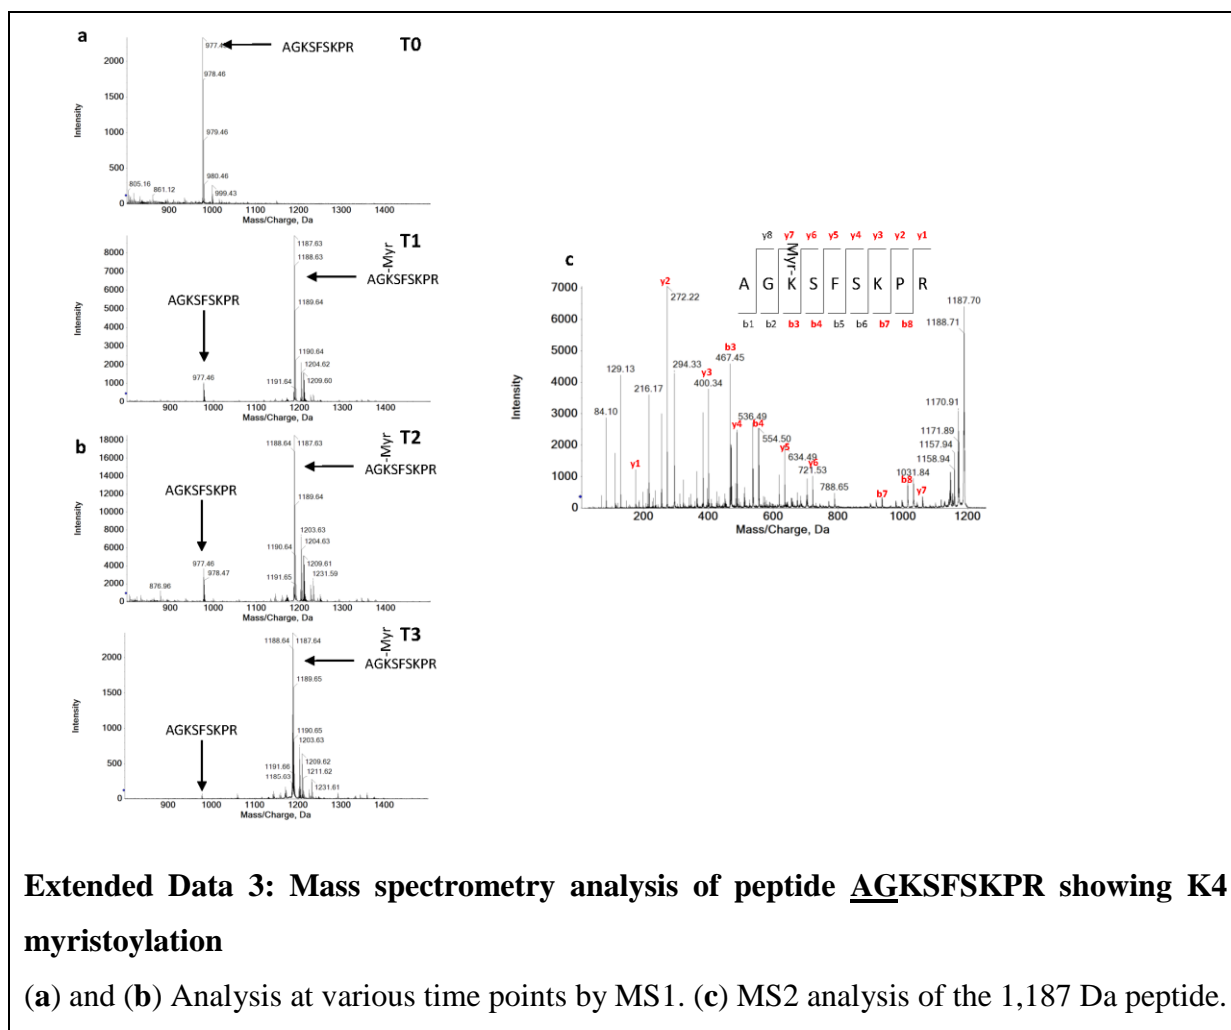 a
977.46
AGKSFSKPR
T0
2000
978.46
1500
Intensity
979.46
1000
500
980.46
805.16
861.12
999.43
0
900 1000 1100 1200 1300 1400
Mass/Charge, Da
1187.63
-Myr
T1
8000
1188.63
7000
AGKSFSKPR
6000
AGKSFSKPR
5000
1189.64
Intensity
4000
3000
1190.64
2000
1204.62
977.46
1191.64
1209.60
1000
0
900 1000 1100 1200 1300 1400
Mass/Charge, Da
b
18000
1188.64 1187.63
-Myr
T2
16000
AGKSFSKPR
14000
AGKSFSKPR
12000
1189.64
10000
Intensity
8000
1203.63
6000
1190.64
1204.63
977.46
4000
1209.61
978.47
1191.65
1231.59
2000
876.96
0
900 1000 1100 1200 1300 1400
Mass/Charge, Da
1188.64 1187.64
-Myr
T3
2000
AGKSFSKPR
1189.65
1500
Intensity
AGKSFSKPR
1000
1190.65
1203.63
500
1191.66
1209.62
1185.63
1211.62
1231.61
0
900 1000 1100 1200 1300 1400
Mass/Charge, Da
c
y8 y7 y6 y5 y4 y3 y2 y1
Myr-
A G K S F S K P R
b1 b2 b3 b4 b5 b6 b7 b8
7000
y2
272.22
1187.70
6000
1188.71
5000
b3
467.45
129.13
294.33
y3
400.34
4000
216.17
Intensity
1170.91
3000
84.10
536.49
y4
b4
1171.89
554.50
2000
1157.94
y5
634.49
y1
y6
721.53
1158.94
1000
788.65
b8
1031.84
b7
y7
0
200 400 600 800 1000 1200
Mass/Charge, Da
Extended Data 3: Mass spectrometry analysis of peptide AGKSFSKPR showing K4
myristoylation
(a) and (b) Analysis at various time points by MS1. (c) MS2 analysis of the 1,187 Da peptide.